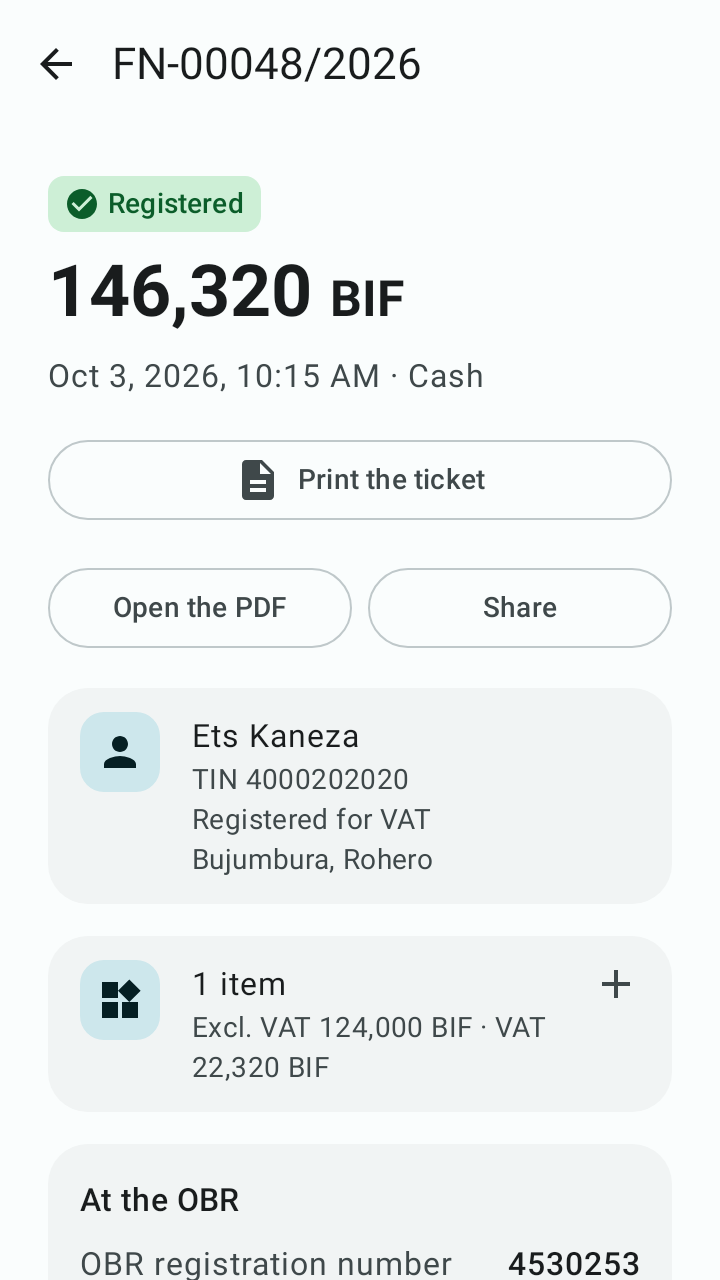 FN-00048/2026
Registered
146,320 BIF
Oct 3, 2026, 10:15 AM · Cash
Print the ticket
Open the PDF
Share
Ets Kaneza
TIN 4000202020
Registered for VAT
Bujumbura, Rohero
1 item
Excl. VAT 124,000 BIF · VAT
22,320 BIF
At the OBR
OBR registration number 4530253